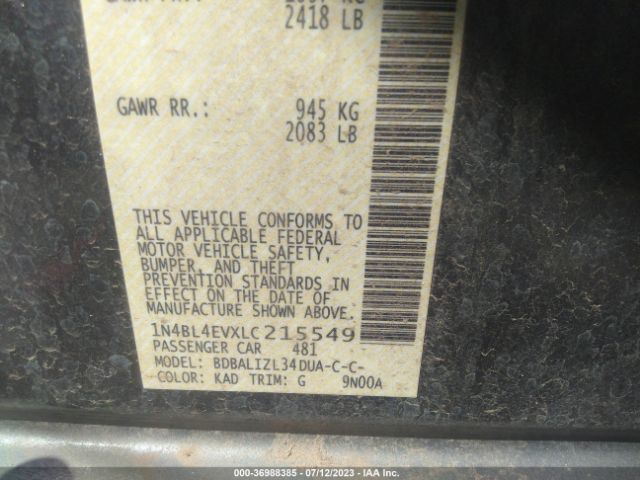 2418 LB
GAWR RR.: 945 KG
2083 LB
THIS VEHICLE CONFORMS TO
ALL APPLICABLE FEDERAL
MOTOR VEHICLE SAFETY,
BUMPER, AND THEFT
PREVENTION STANDARDS IN
EFFECT ON THE DATE OF
MANUFACTURE SHOWN ABOVE.
1N4BL4EVXLC215549
PASSENGER CAR 481
MODEL: BDBALIZL34DUA-C-C-
COLOR: KAD TRIM: G 9N00A
000-36988385 / 07/12/2023 / IAA Inc.